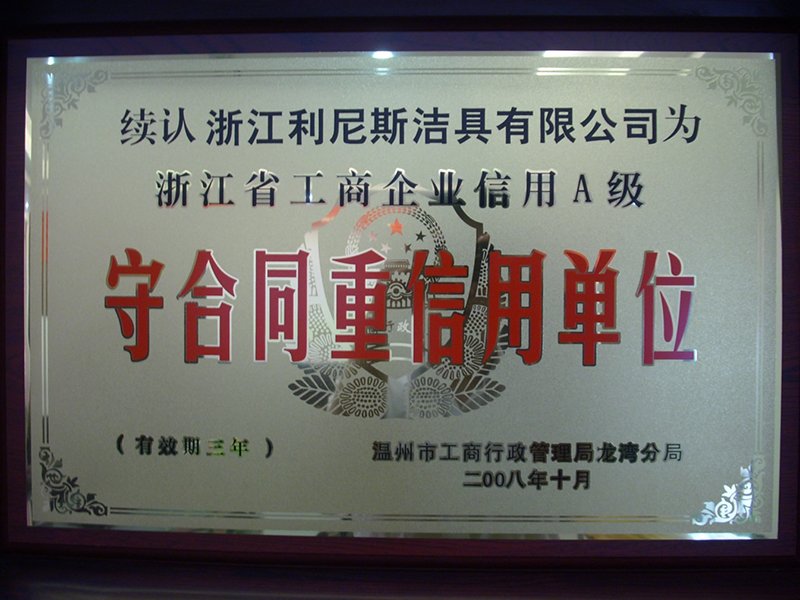 续认浙江利尼斯洁具有限公司为
浙江省工商企业信用A级
守合同重信用单位
（有效期三年）
温州市工商行政管理局龙湾分局
二00八年十月